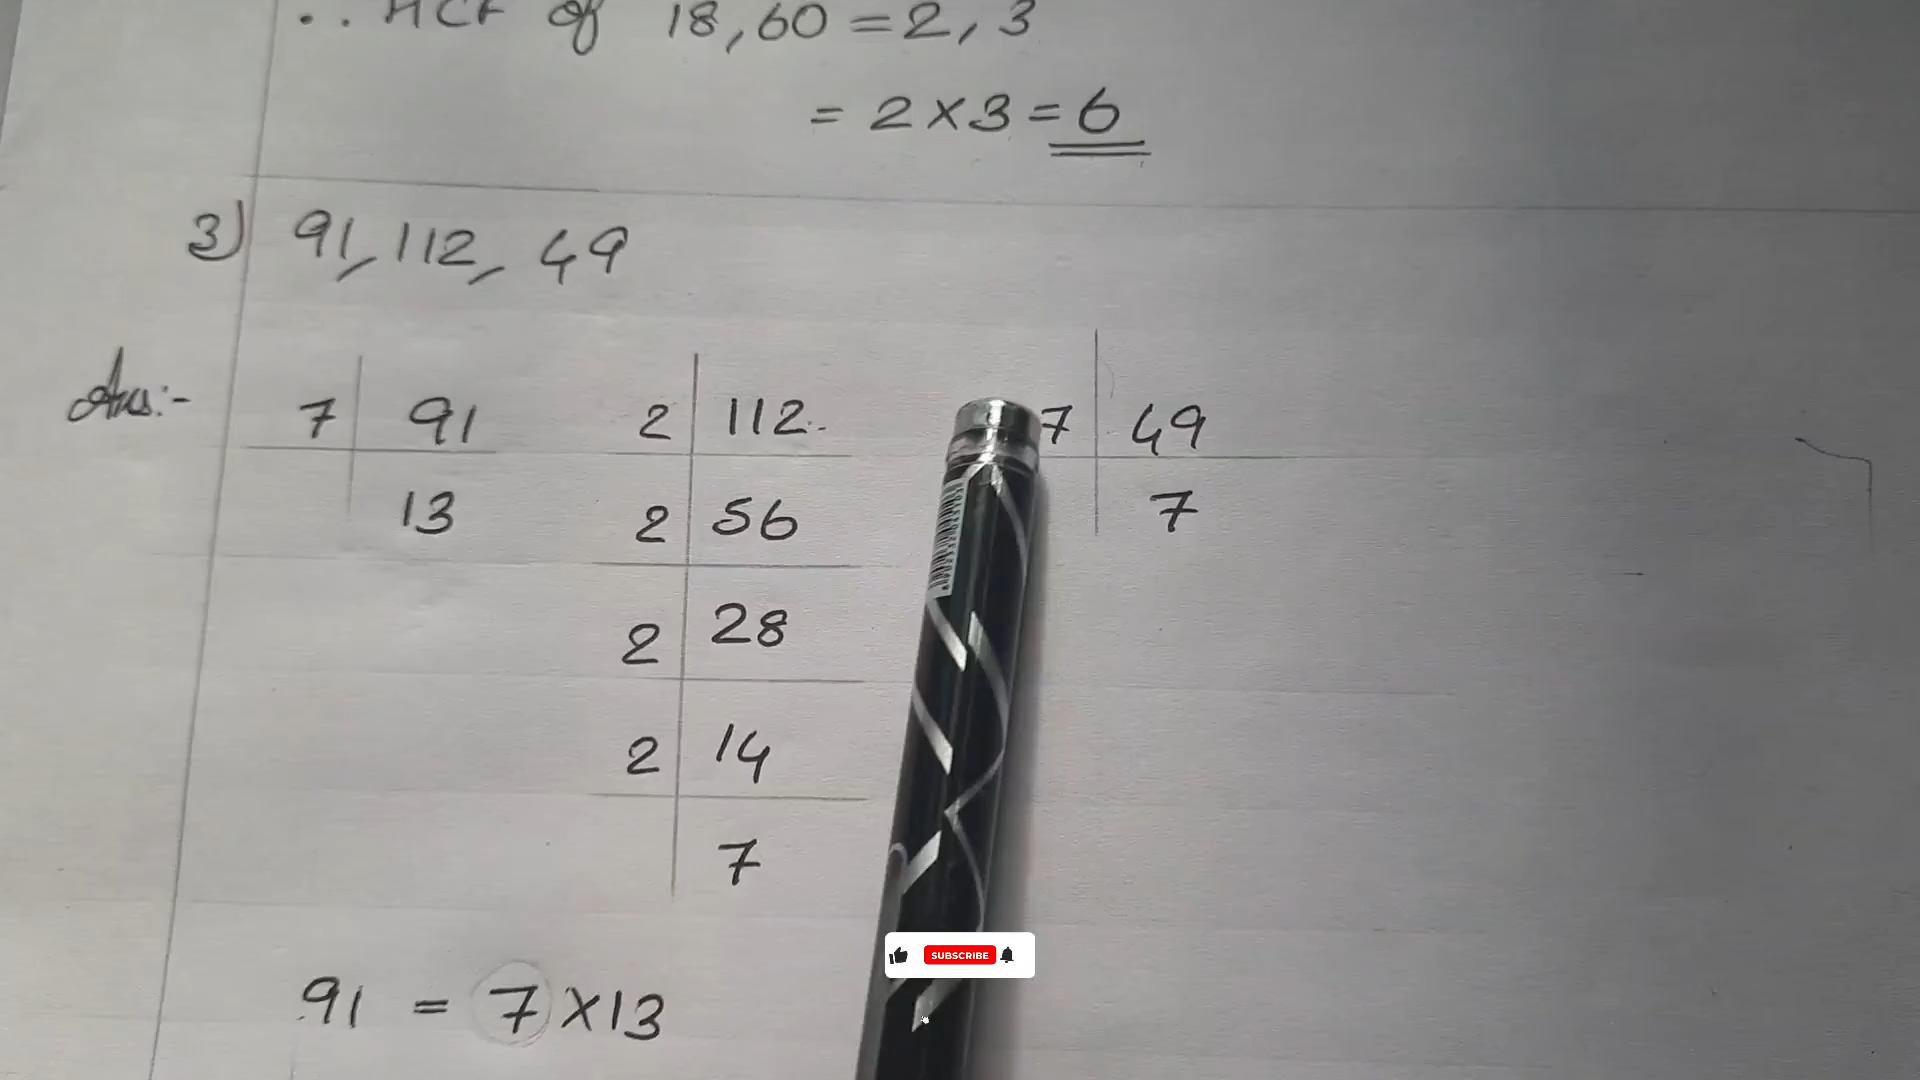 ∴ HCF of 18, 60 = 2, 3
= 2 × 3 = 6
3) 91, 112, 49
Ans:-
7 91
13
2 112
2 56
2 28
2 14
7
7 49
7
91 = 7 × 13
SUBSCRIBE